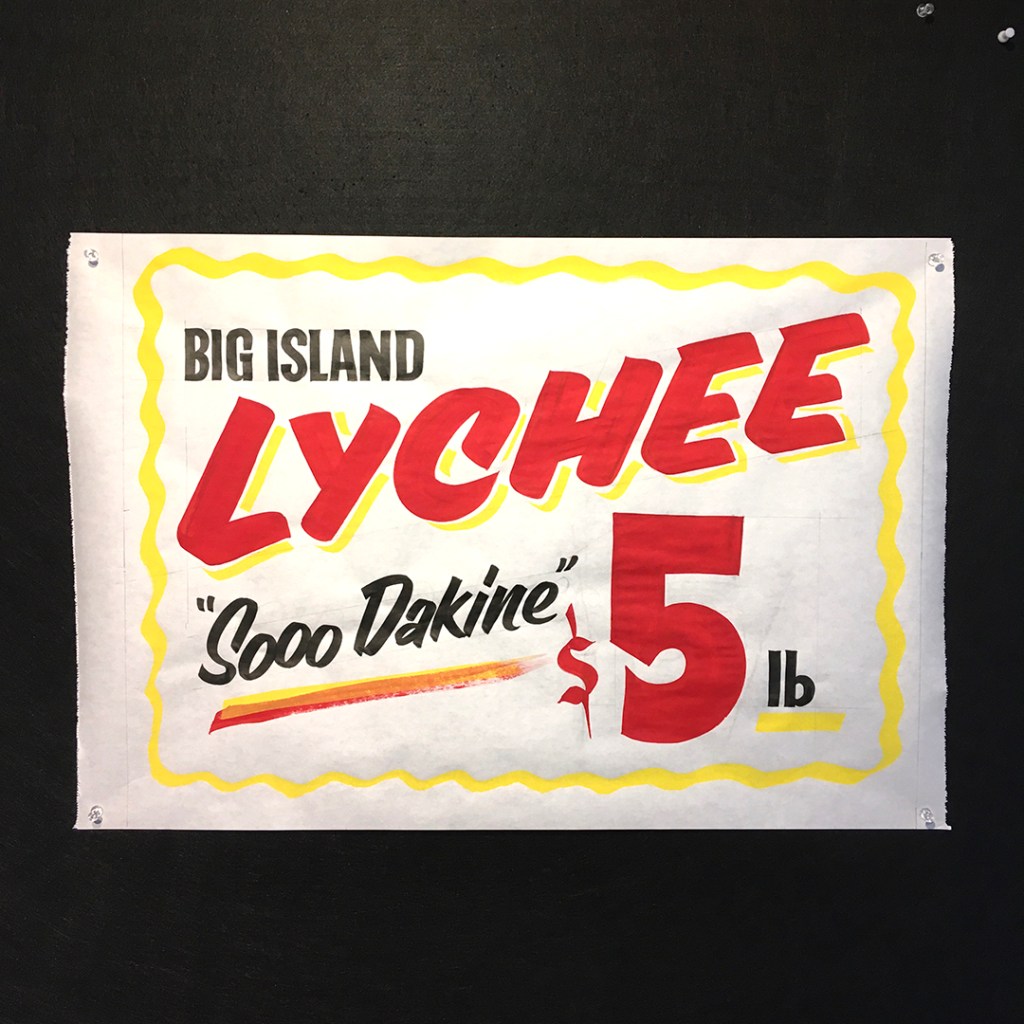 BIG ISLAND
LYCHEE
"Sooo Dakine"
$5 lb